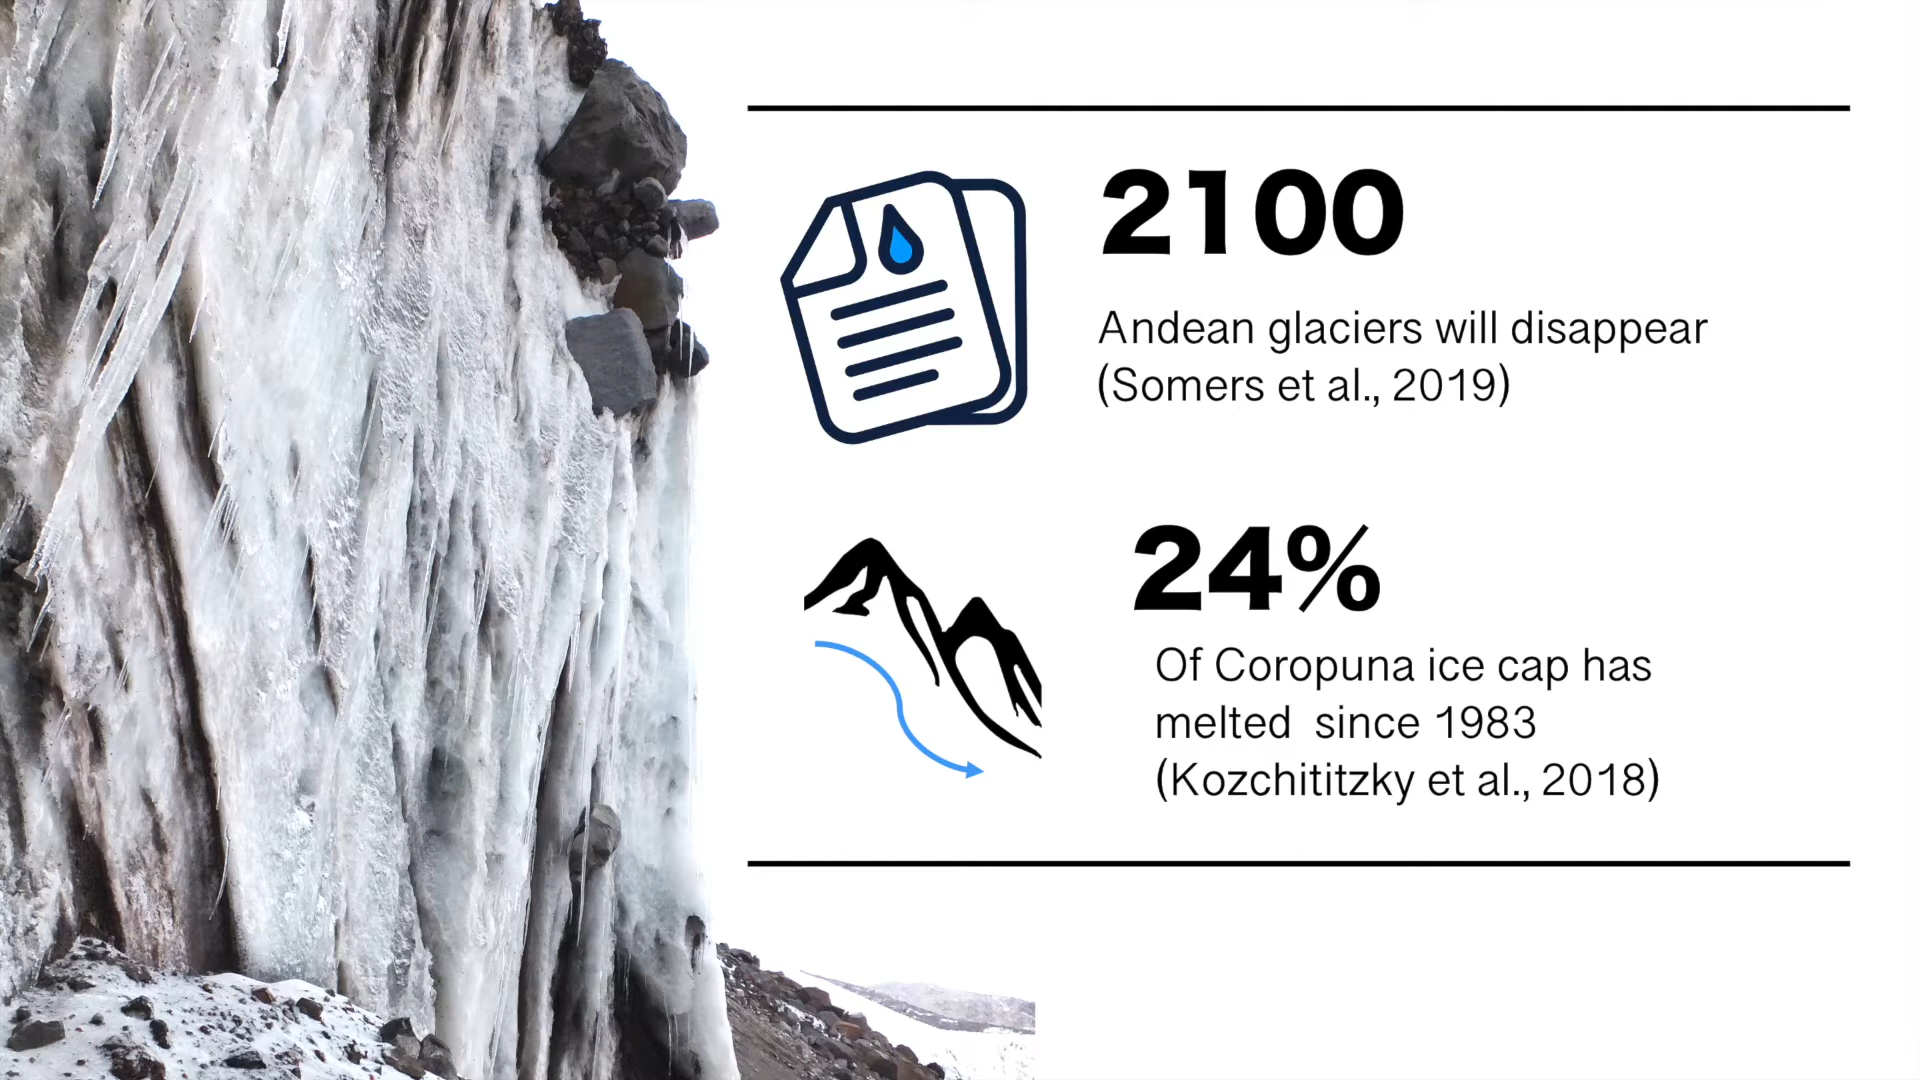 2100
Andean glaciers will disappear
(Somers et al., 2019)
24%
Of Coropuna ice cap has
melted  since 1983
(Kozchititzky et al., 2018)